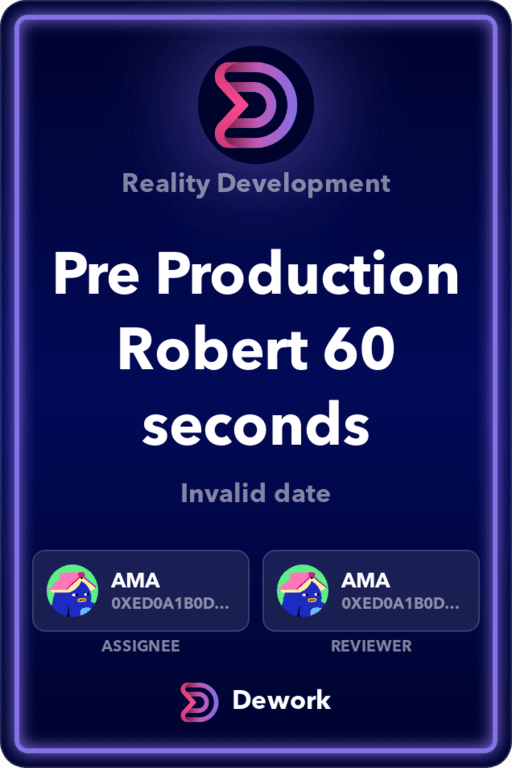 Reality Development
Pre Production
Robert 60
seconds
Invalid date
AMA
0XED0A1B0D...
AMA
0XED0A1B0D...
ASSIGNEE
REVIEWER
Dework